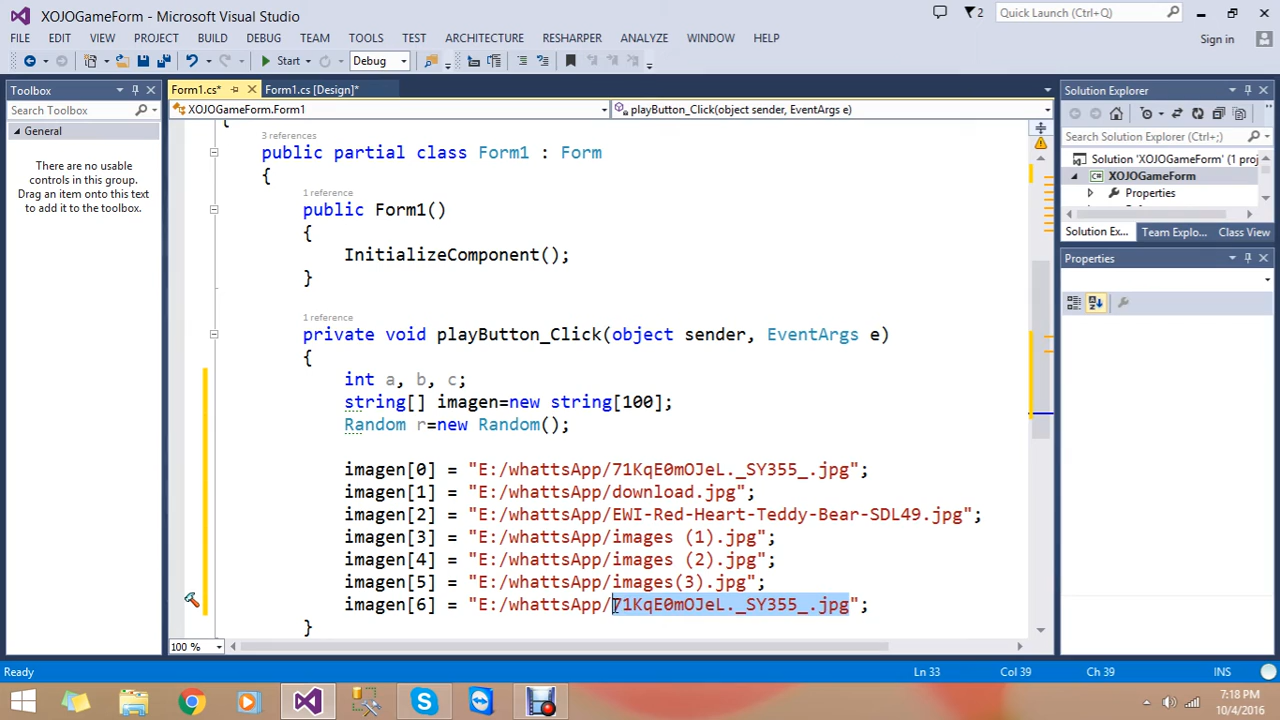 XOJOGameForm - Microsoft Visual Studio
2
Quick Launch (Ctrl+Q)
FILE EDIT VIEW PROJECT BUILD DEBUG TEAM TOOLS TEST ARCHITECTURE RESHARPER ANALYZE WINDOW HELP
Sign in
Start
Debug
Toolbox
Search Toolbox
General
There are no usable
controls in this group.
Drag an item onto this text
to add it to the toolbox.
Form1.cs*
Form1.cs [Design]*
XOJOGameForm.Form1
playButton_Click(object sender, EventArgs e)
{
3 references
public partial class Form1 : Form
{
1 reference
public Form1()
{
InitializeComponent();
}
1 reference
private void playButton_Click(object sender, EventArgs e)
{
int a, b, c;
string[] imagen=new string[100];
Random r=new Random();
imagen[0] = "E:/whattsApp/71KqE0mOJeL._SY355_.jpg";
imagen[1] = "E:/whattsApp/download.jpg";
imagen[2] = "E:/whattsApp/EWI-Red-Heart-Teddy-Bear-SDL49.jpg";
imagen[3] = "E:/whattsApp/images (1).jpg";
imagen[4] = "E:/whattsApp/images (2).jpg";
imagen[5] = "E:/whattsApp/images(3).jpg";
imagen[6] = "E:/whattsApp/71KqE0mOJeL._SY355_.jpg";
}
100 %
Solution Explorer
Search Solution Explorer (Ctrl+;)
Solution 'XOJOGameForm' (1 proj
C# XOJOGameForm
Properties
Solution Ex...
Team Explo...
Class View
Properties
Ready
Ln 33
Col 39
Ch 39
INS
7:18 PM
10/4/2016